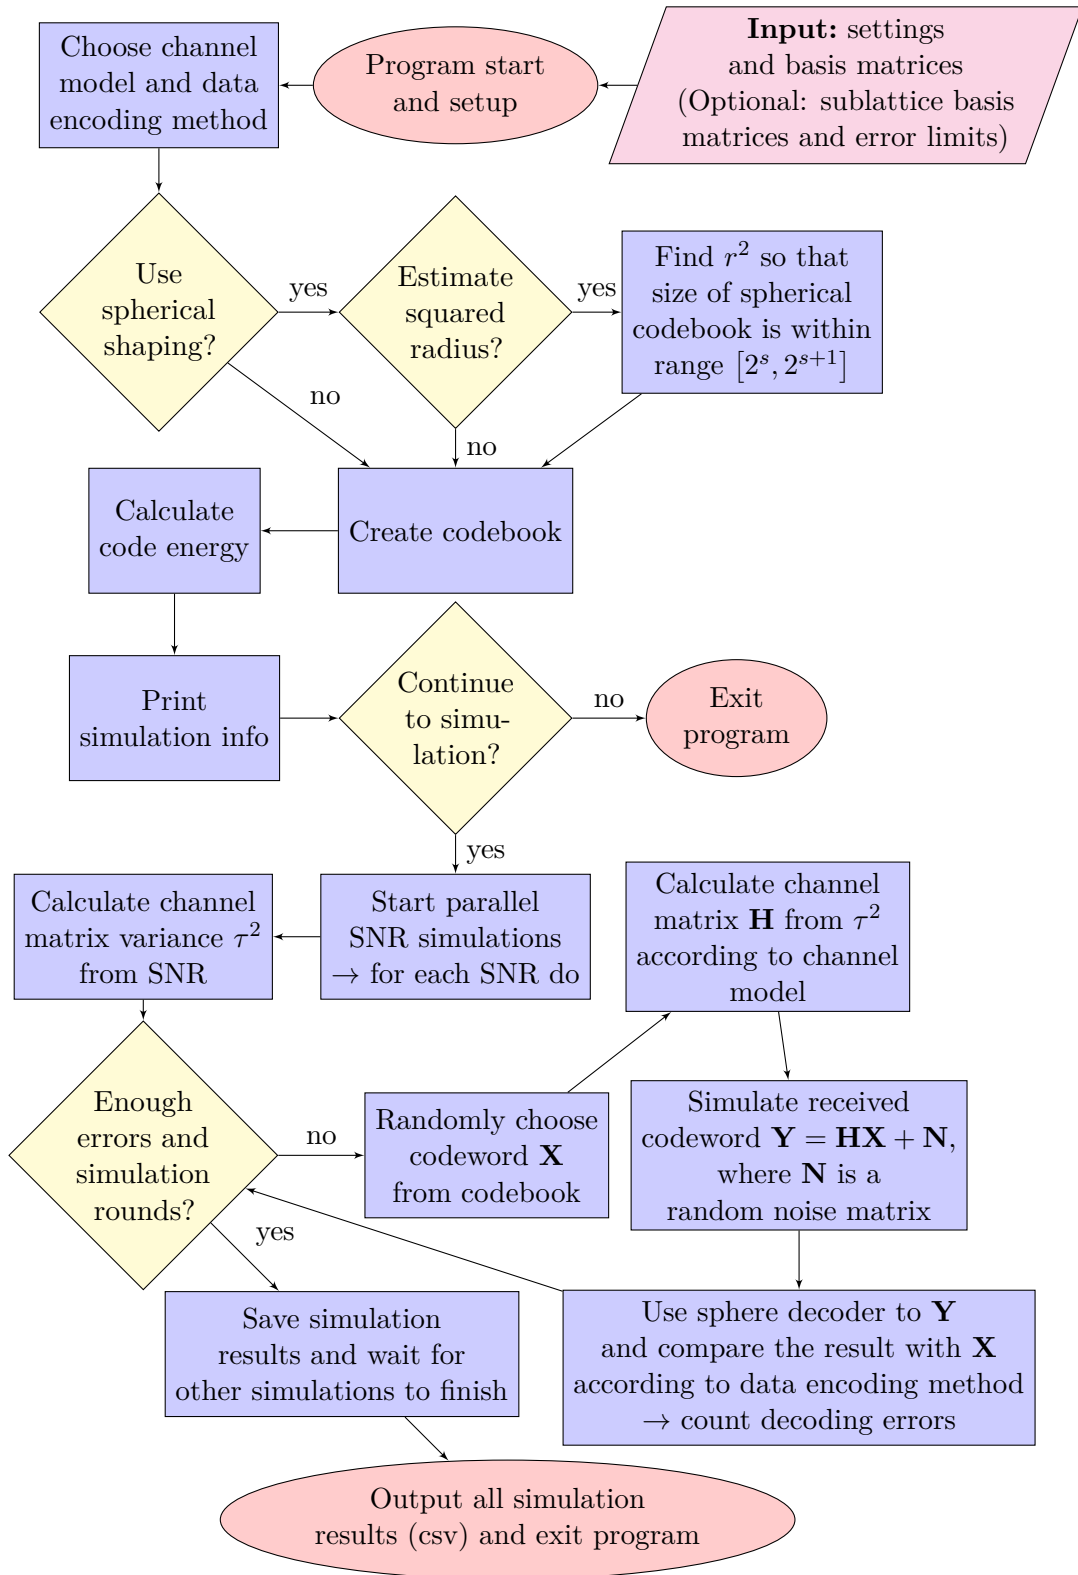 Choose channel
model and data
encoding method
Program start
and setup
Input: settings
and basis matrices
(Optional: sublattice basis
matrices and error limits)
Use
spherical
shaping?
yes
no
Estimate
squared
radius?
yes
no
Find r² so that
size of spherical
codebook is within
range [2^s, 2^{s+1}]
Calculate
code energy
Create codebook
Print
simulation info
Continue
to simu-
lation?
no
yes
Exit
program
Calculate channel
matrix variance τ²
from SNR
Start parallel
SNR simulations
→ for each SNR do
Calculate channel
matrix H from τ²
according to channel
model
Enough
errors and
simulation
rounds?
no
yes
Randomly choose
codeword X
from codebook
Simulate received
codeword Y = HX + N,
where N is a
random noise matrix
Save simulation
results and wait for
other simulations to finish
Use sphere decoder to Y
and compare the result with X
according to data encoding method
→ count decoding errors
Output all simulation
results (csv) and exit program